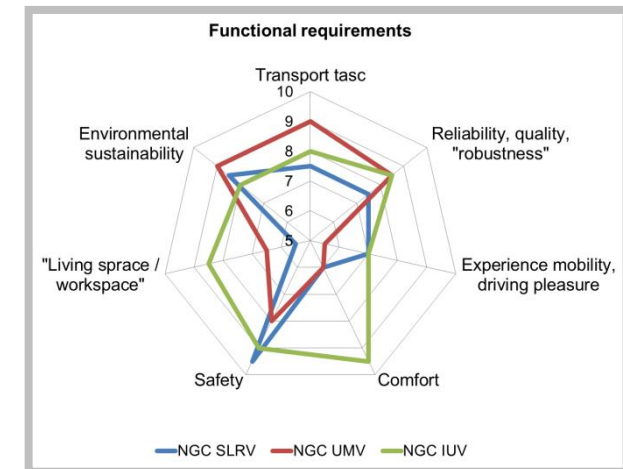 Functional requirements
Transport tasc
10
9
8
7
6
5
Environmental
sustainability
Reliability, quality,
"robustness"
"Living sprace /
workspace"
Experience mobility,
driving pleasure
Safety
Comfort
NGC SLRV
NGC UMV
NGC IUV